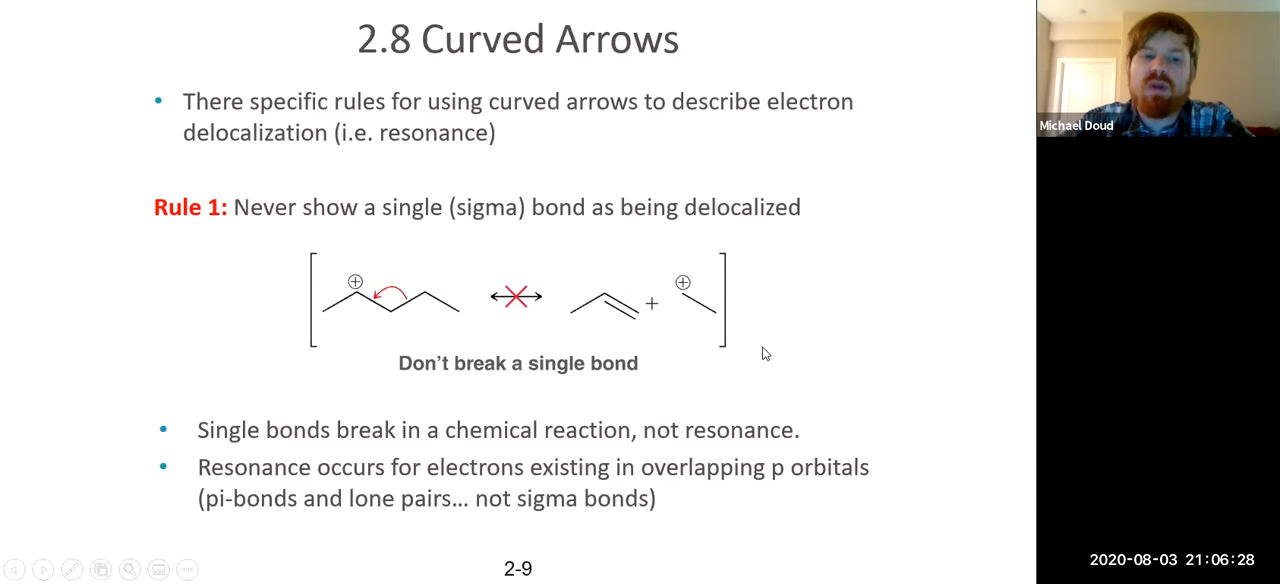 2.8 Curved Arrows
• There specific rules for using curved arrows to describe electron
delocalization (i.e. resonance)
Rule 1: Never show a single (sigma) bond as being delocalized
+
Don't break a single bond
• Single bonds break in a chemical reaction, not resonance.
• Resonance occurs for electrons existing in overlapping p orbitals
(pi-bonds and lone pairs... not sigma bonds)
2-9
Michael Doud
2020-08-03 21:06:28